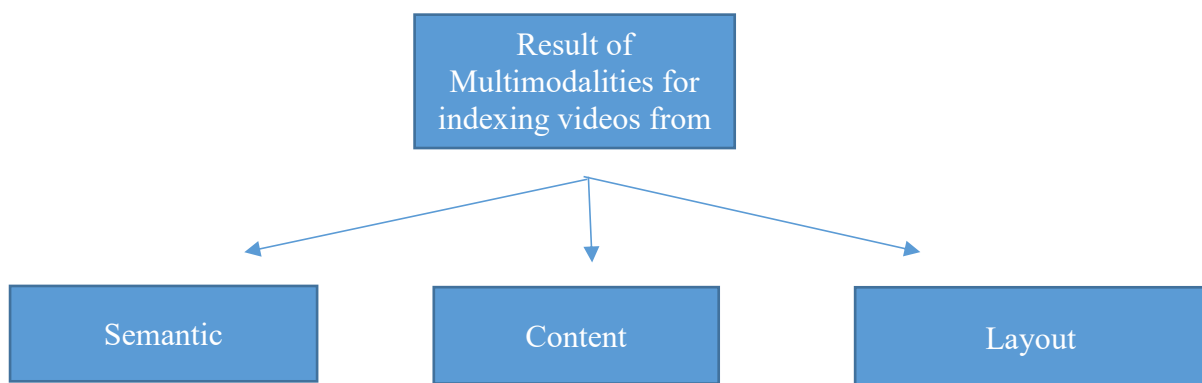 Result of
Multimodalities for
indexing videos from
Semantic
Content
Layout